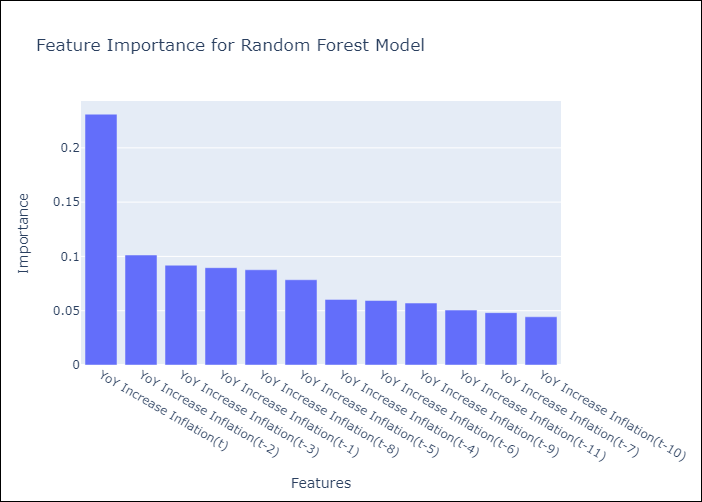 Feature Importance for Random Forest Model
Importance
0.2
0.15
0.1
0.05
0
YoY Increase Inflation(t)
YoY Increase Inflation(t-2)
YoY Increase Inflation(t-3)
YoY Increase Inflation(t-1)
YoY Increase Inflation(t-8)
YoY Increase Inflation(t-5)
YoY Increase Inflation(t-4)
YoY Increase Inflation(t-6)
YoY Increase Inflation(t-9)
YoY Increase Inflation(t-11)
YoY Increase Inflation(t-7)
YoY Increase Inflation(t-10)
Features